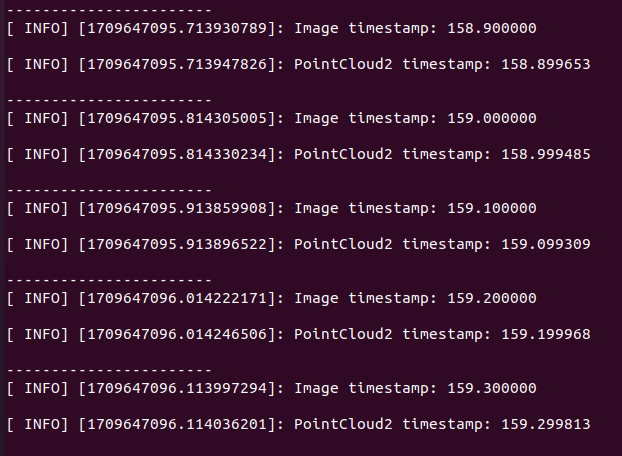 -----------------------
[ INFO] [1709647095.713930789]: Image timestamp: 158.900000
[ INFO] [1709647095.713947826]: PointCloud2 timestamp: 158.899653
-----------------------
[ INFO] [1709647095.814305005]: Image timestamp: 159.000000
[ INFO] [1709647095.814330234]: PointCloud2 timestamp: 158.999485
-----------------------
[ INFO] [1709647095.913859908]: Image timestamp: 159.100000
[ INFO] [1709647095.913896522]: PointCloud2 timestamp: 159.099309
-----------------------
[ INFO] [1709647096.014222171]: Image timestamp: 159.200000
[ INFO] [1709647096.014246506]: PointCloud2 timestamp: 159.199968
-----------------------
[ INFO] [1709647096.113997294]: Image timestamp: 159.300000
[ INFO] [1709647096.114036201]: PointCloud2 timestamp: 159.299813